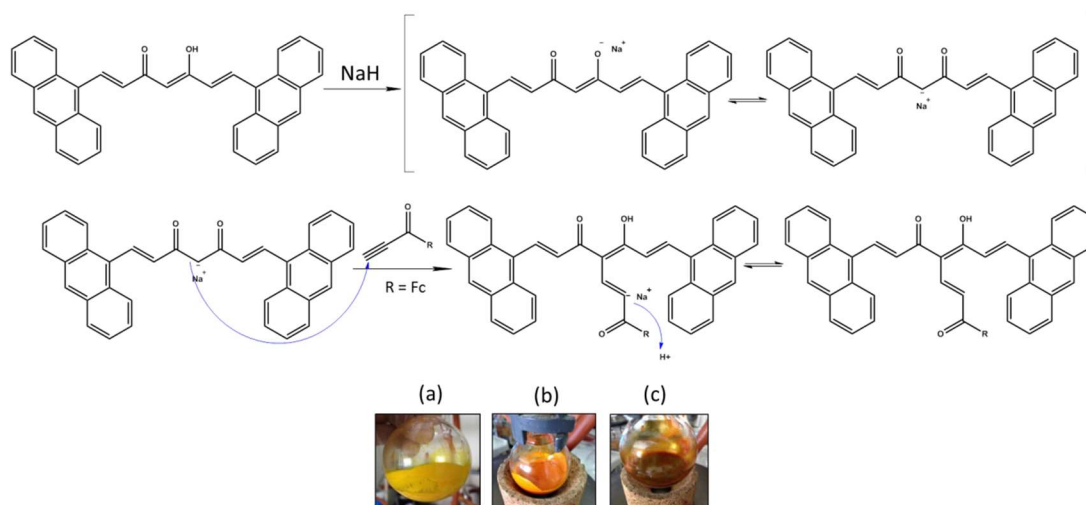 O OH
NaH
O O⁻ Na⁺
O O
⁻
Na⁺
O O
⁻
Na⁺
O
R
R = Fc
O OH
⁻ Na⁺
O R
H+
O OH
O R
(a) (b) (c)